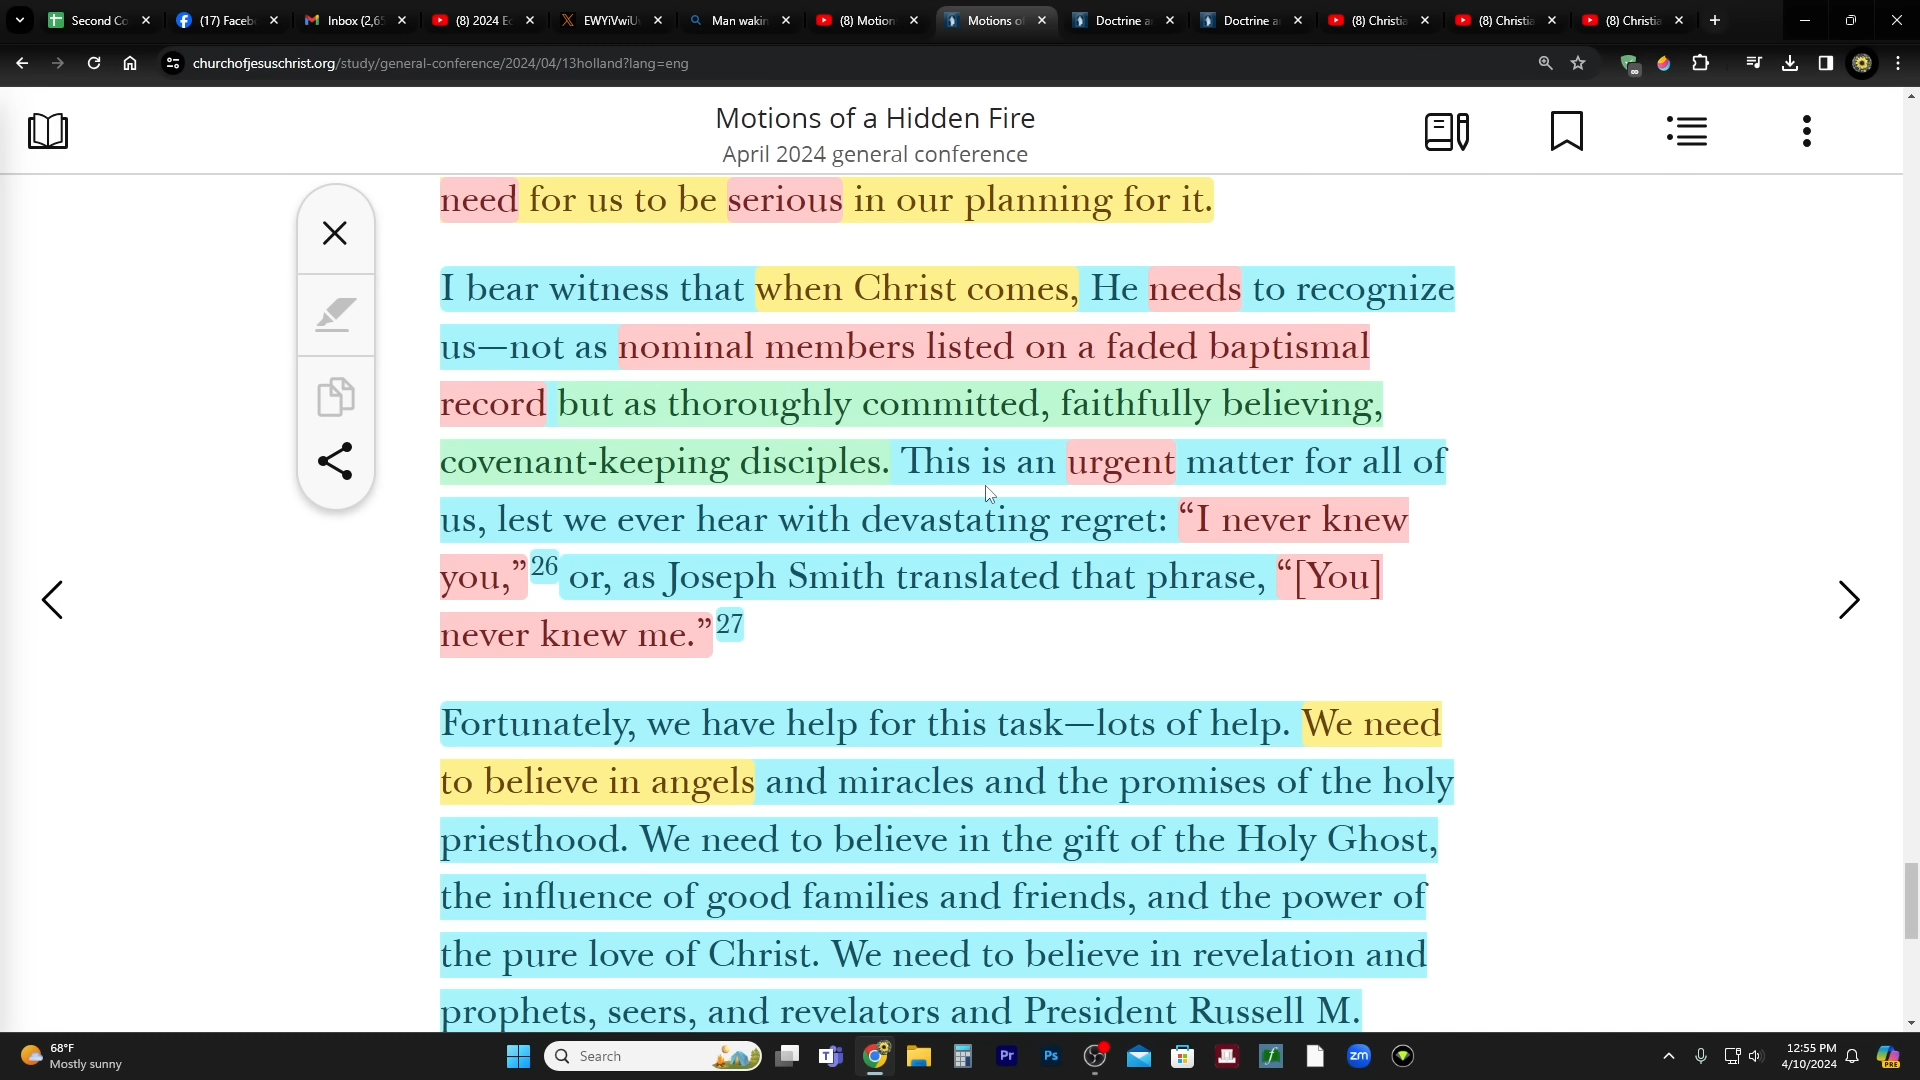 Second Co
(17) Faceb
Inbox (2,6
(8) 2024 E
EWYiVwiU
Man wakin
(8) Motion
Motions o
Doctrine a
Doctrine a
(8) Christia
(8) Christia
(8) Christia
churchofjesuschrist.org/study/general-conference/2024/04/13holland?lang=eng
Motions of a Hidden Fire
April 2024 general conference
need for us to be serious in our planning for it.
I bear witness that when Christ comes, He needs to recognize
us—not as nominal members listed on a faded baptismal
record but as thoroughly committed, faithfully believing,
covenant-keeping disciples. This is an urgent matter for all of
us, lest we ever hear with devastating regret: “I never knew
you,”26 or, as Joseph Smith translated that phrase, “[You]
never knew me.”27
Fortunately, we have help for this task—lots of help. We need
to believe in angels and miracles and the promises of the holy
priesthood. We need to believe in the gift of the Holy Ghost,
the influence of good families and friends, and the power of
the pure love of Christ. We need to believe in revelation and
prophets, seers, and revelators and President Russell M.
68°F
Mostly sunny
Search
Pr
Ps
zm
12:55 PM
4/10/2024
PRE